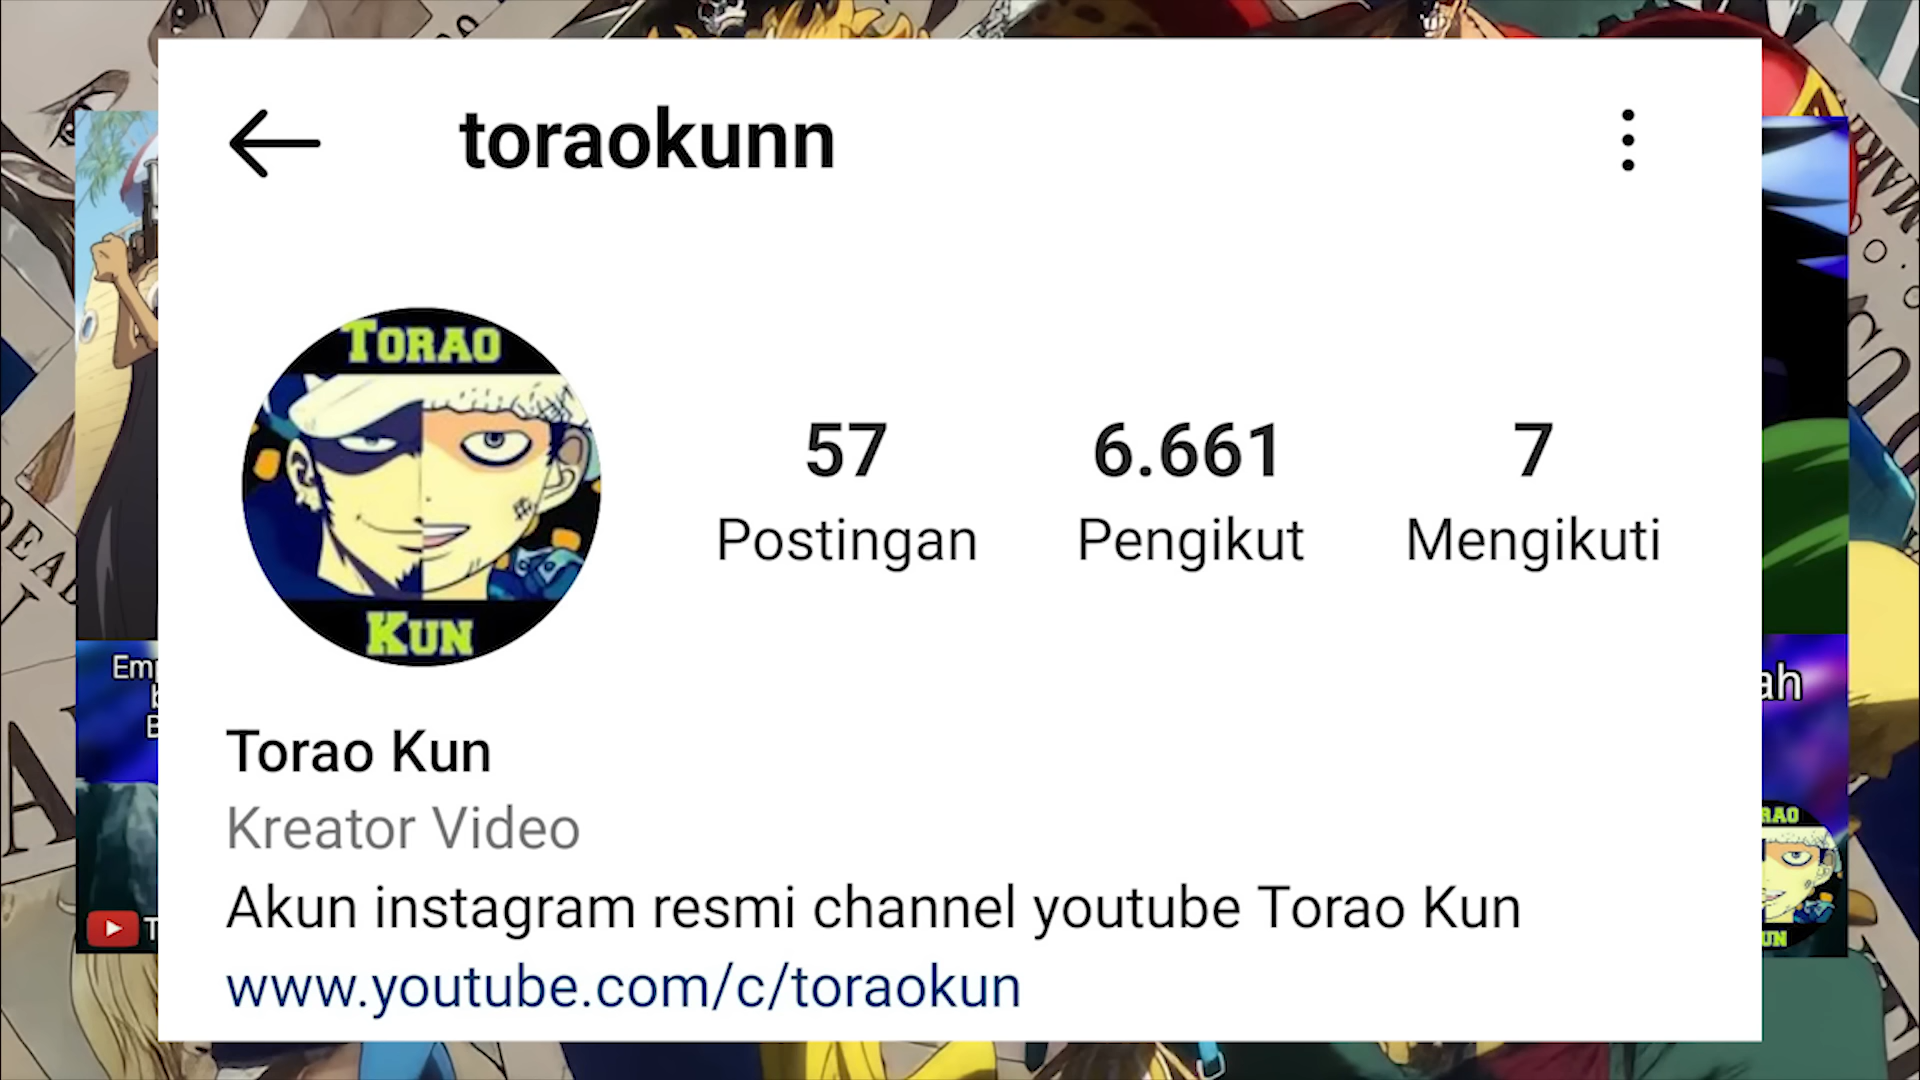 toraokunn
TORAO
KUN
57
Postingan
6.661
Pengikut
7
Mengikuti
Torao Kun
Kreator Video
Akun instagram resmi channel youtube Torao Kun
www.youtube.com/c/toraokun